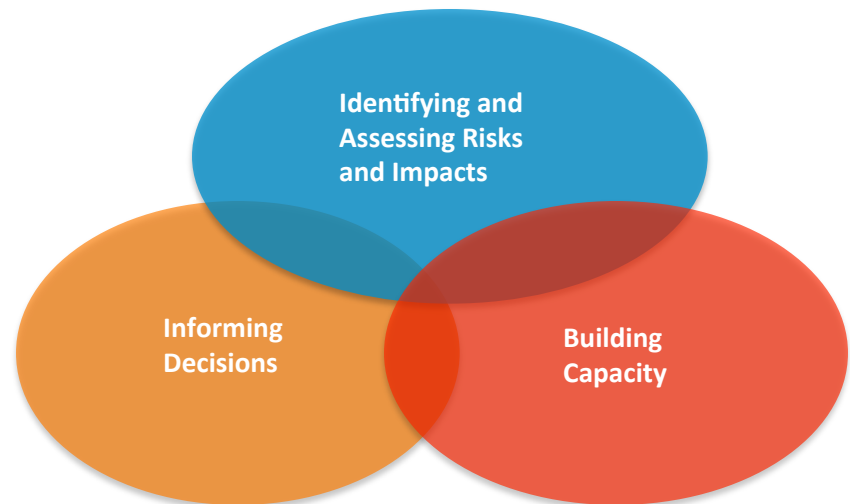 Identifying and
Assessing Risks
and Impacts
Informing
Decisions
Building
Capacity